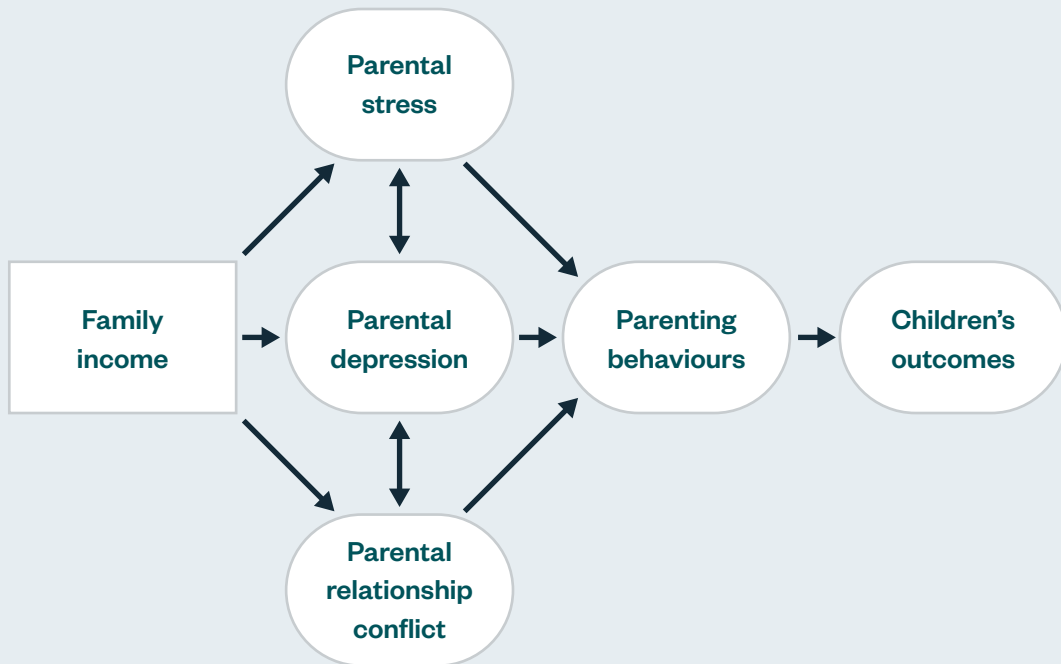 Parental
stress
Family
income
Parental
depression
Parenting
behaviours
Children’s
outcomes
Parental
relationship
conflict